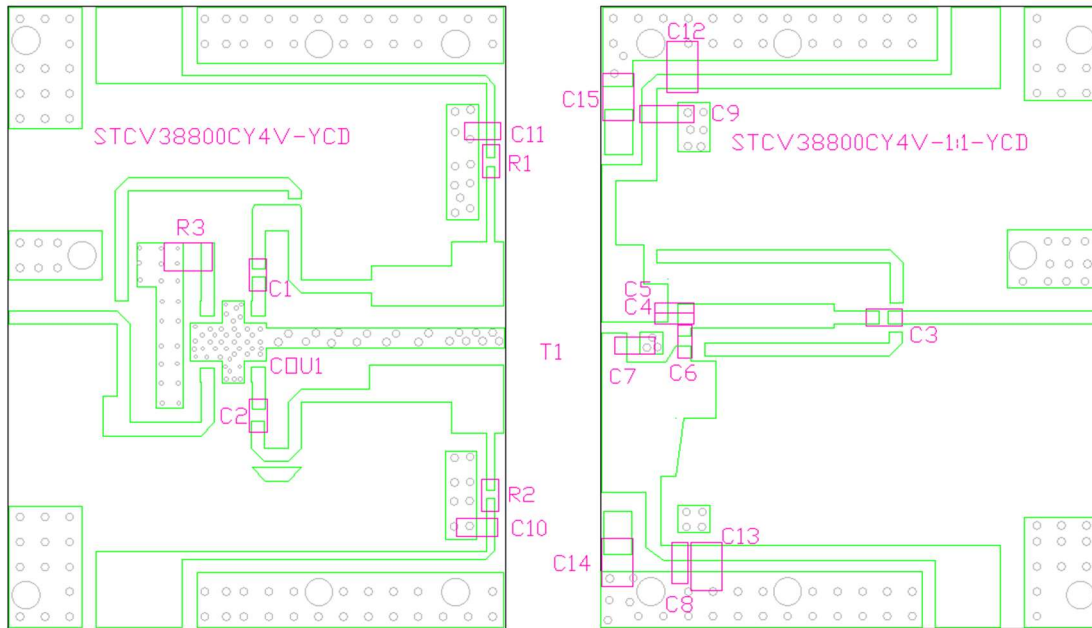 C12
C15
C9
STCV38800CY4V-YCD
C11
STCV38800CY4V-1:1-YCD
R1
R3
C1
C5
C4
C3
T1
COU1
C6
C7
C2
R2
C10
C13
C14
C8